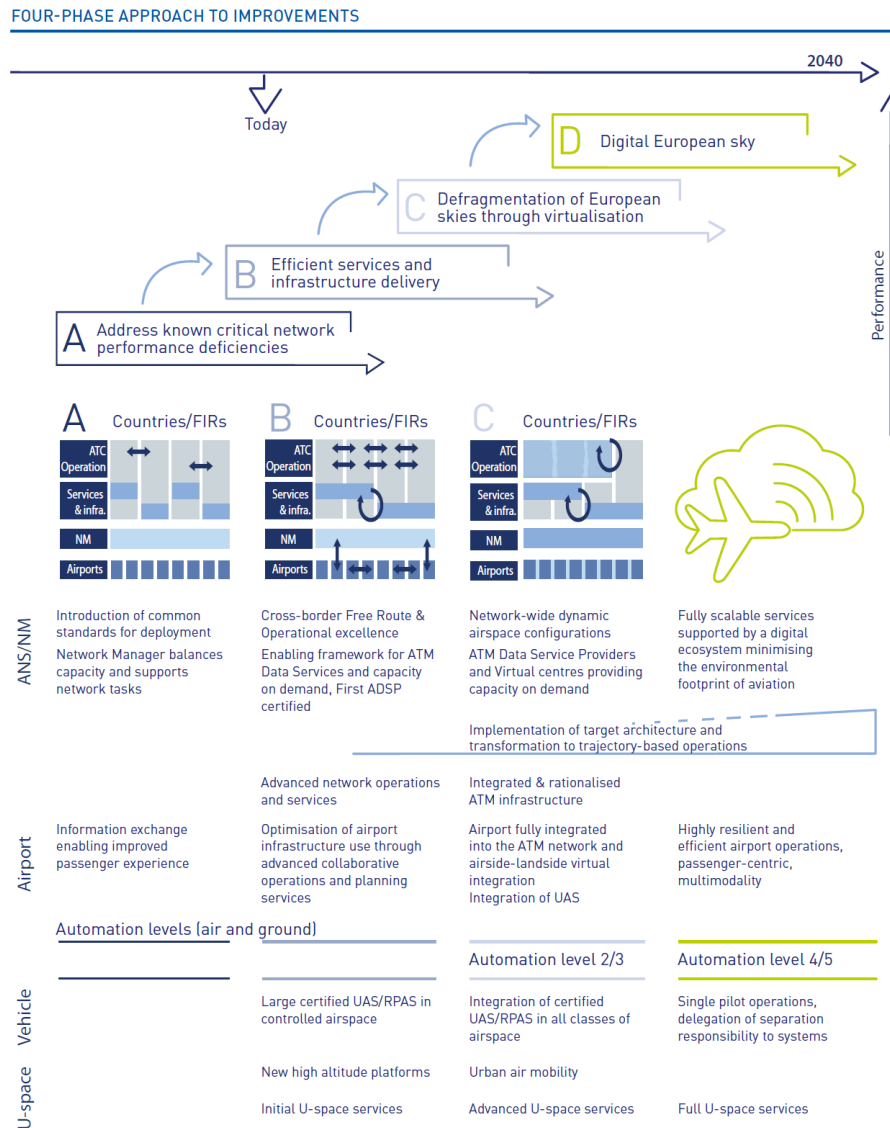 FOUR-PHASE APPROACH TO IMPROVEMENTS
2040
Today
D Digital European sky
C Defragmentation of European
skies through virtualisation
B Efficient services and
infrastructure delivery
A Address known critical network
performance deficiencies
Performance
A Countries/FIRs
ATC
Operation
Services
& infra.
NM
Airports
B Countries/FIRs
ATC
Operation
Services
& infra.
NM
Airports
C Countries/FIRs
ATC
Operation
Services
& infra.
NM
Airports
ANS/NM
Introduction of common
standards for deployment
Network Manager balances
capacity and supports
network tasks
Cross-border Free Route &
Operational excellence
Enabling framework for ATM
Data Services and capacity
on demand, First ADSP
certified
Network-wide dynamic
airspace configurations
ATM Data Service Providers
and Virtual centres providing
capacity on demand
Fully scalable services
supported by a digital
ecosystem minimising
the environmental
footprint of aviation
Implementation of target architecture and
transformation to trajectory-based operations
Advanced network operations
and services
Integrated & rationalised
ATM infrastructure
Airport
Information exchange
enabling improved
passenger experience
Optimisation of airport
infrastructure use through
advanced collaborative
operations and planning
services
Airport fully integrated
into the ATM network and
airside-landside virtual
integration
Integration of UAS
Highly resilient and
efficient airport operations,
passenger-centric,
multimodality
Automation levels (air and ground)
Automation level 2/3
Automation level 4/5
Vehicle
Large certified UAS/RPAS in
controlled airspace
Integration of certified
UAS/RPAS in all classes of
airspace
Single pilot operations,
delegation of separation
responsibility to systems
U-space
New high altitude platforms
Urban air mobility
Initial U-space services
Advanced U-space services
Full U-space services